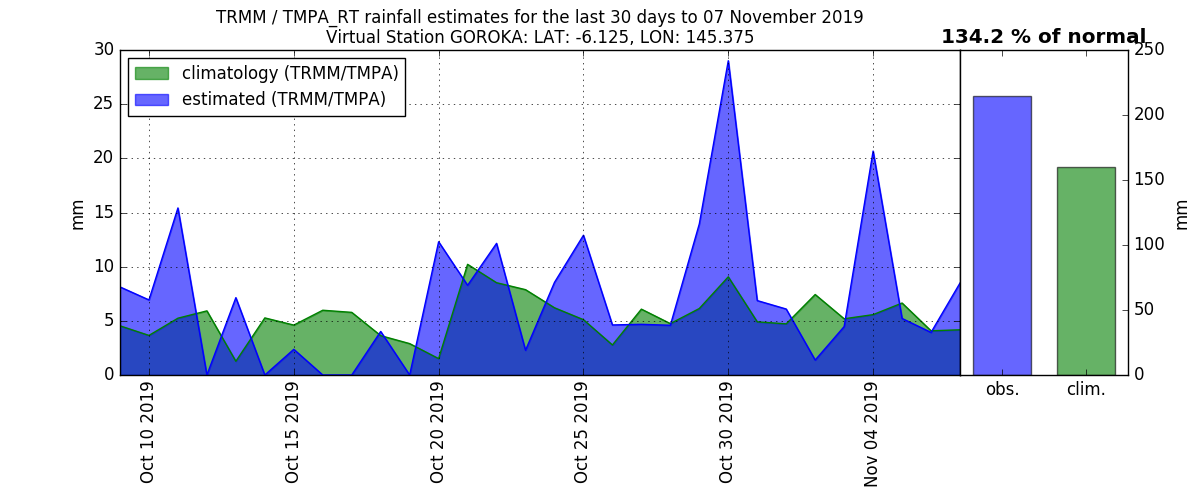 TRMM / TMPA_RT rainfall estimates for the last 30 days to 07 November 2019
Virtual Station GOROKA: LAT: -6.125, LON: 145.375
134.2 % of normal
climatology (TRMM/TMPA)
estimated (TRMM/TMPA)
30
25
20
15
10
5
0
mm
Oct 10 2019
Oct 15 2019
Oct 20 2019
Oct 25 2019
Oct 30 2019
Nov 04 2019
250
200
150
100
50
0
mm
obs.
clim.